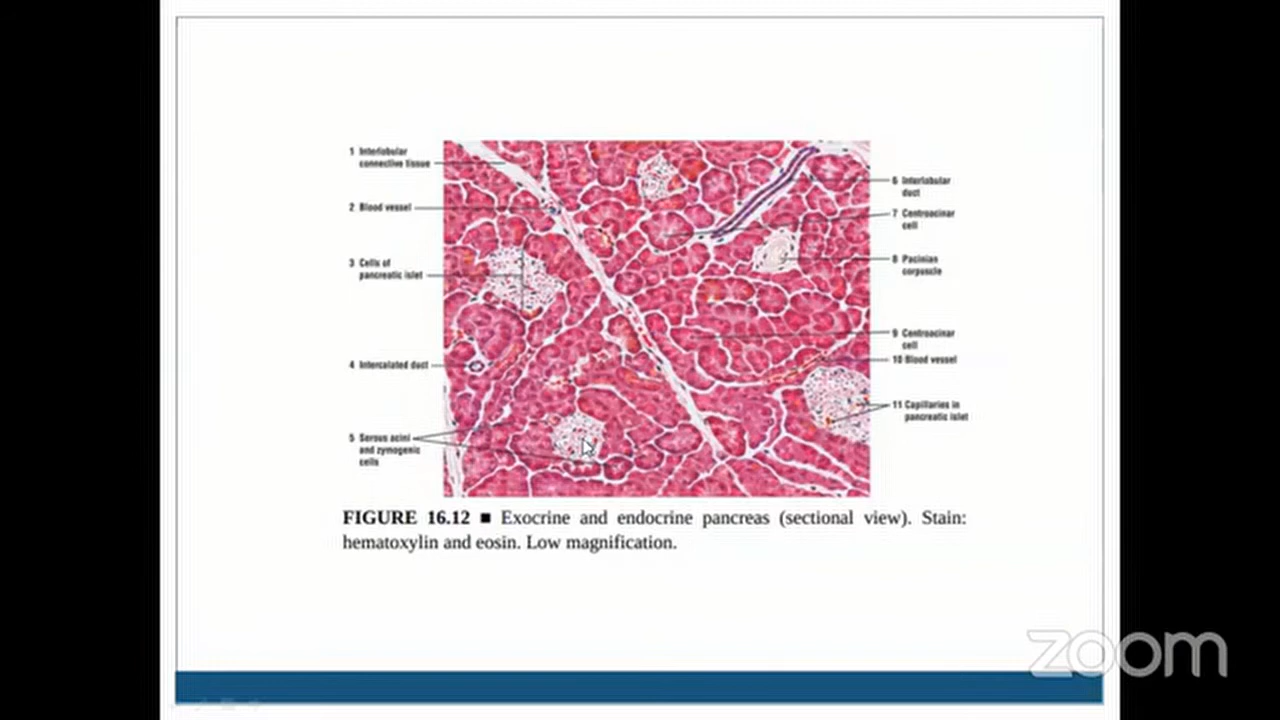 1 Interlobular
connective tissue
2 Blood vessel
3 Cells of
pancreatic islet
4 Intercalated duct
5 Serous acini
and zymogenic
cells
6 Interlobular
duct
7 Centroacinar
cell
8 Pacinian
corpuscle
9 Centroacinar
cell
10 Blood vessel
11 Capillaries in
pancreatic islet
FIGURE 16.12 ■ Exocrine and endocrine pancreas (sectional view). Stain:
hematoxylin and eosin. Low magnification.
zoom